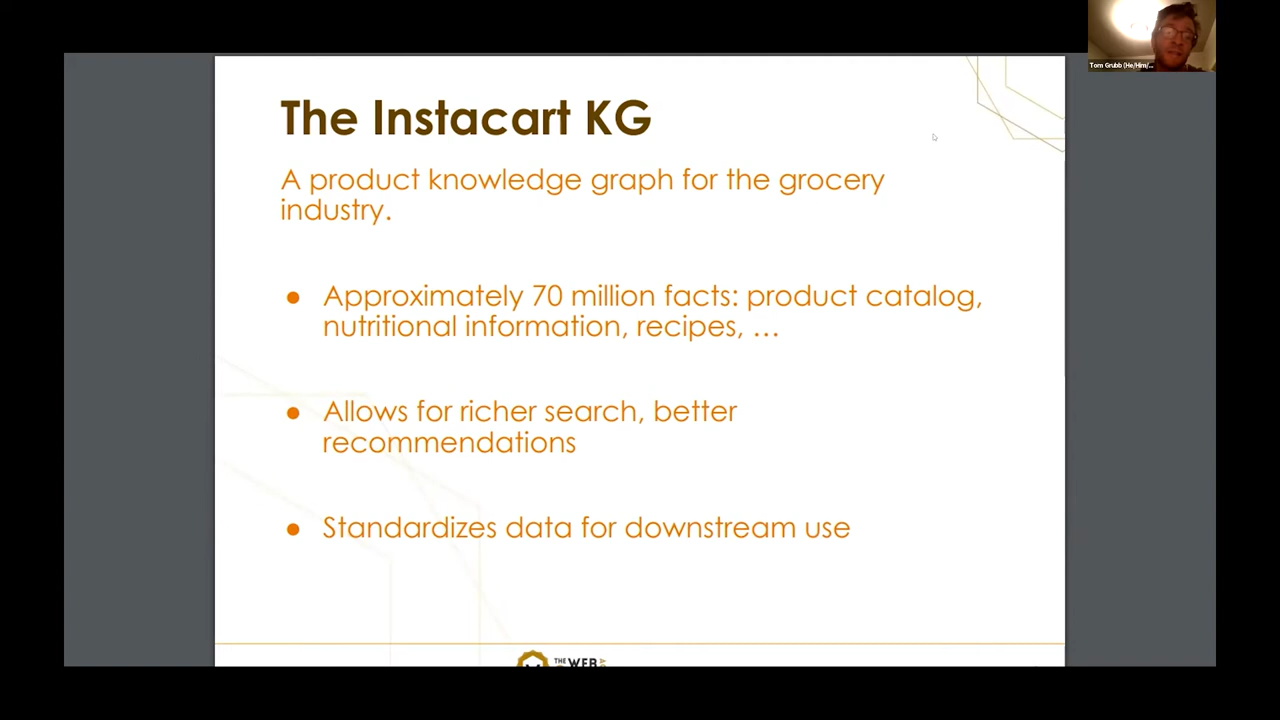 Tom Grubb (He/Him/...
The Instacart KG
A product knowledge graph for the grocery
industry.
● Approximately 70 million facts: product catalog,
nutritional information, recipes, …
● Allows for richer search, better
recommendations
● Standardizes data for downstream use
THE WEB